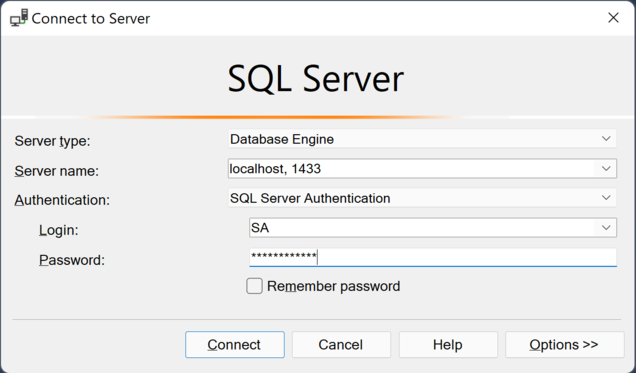 Connect to Server
SQL Server
Server type: Database Engine
Server name: localhost, 1433
Authentication: SQL Server Authentication
Login: SA
Password: ************
Remember password
Connect Cancel Help Options >>